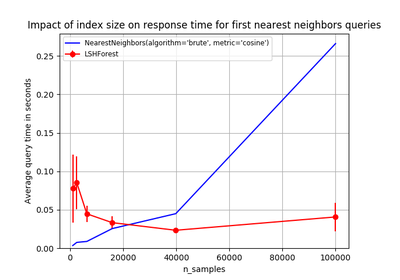 Impact of index size on response time for first nearest neighbors queries
NearestNeighbors(algorithm='brute', metric='cosine')
LSHForest
Average query time in seconds
0.25
0.20
0.15
0.10
0.05
0.00
0
20000
40000
60000
80000
100000
n_samples